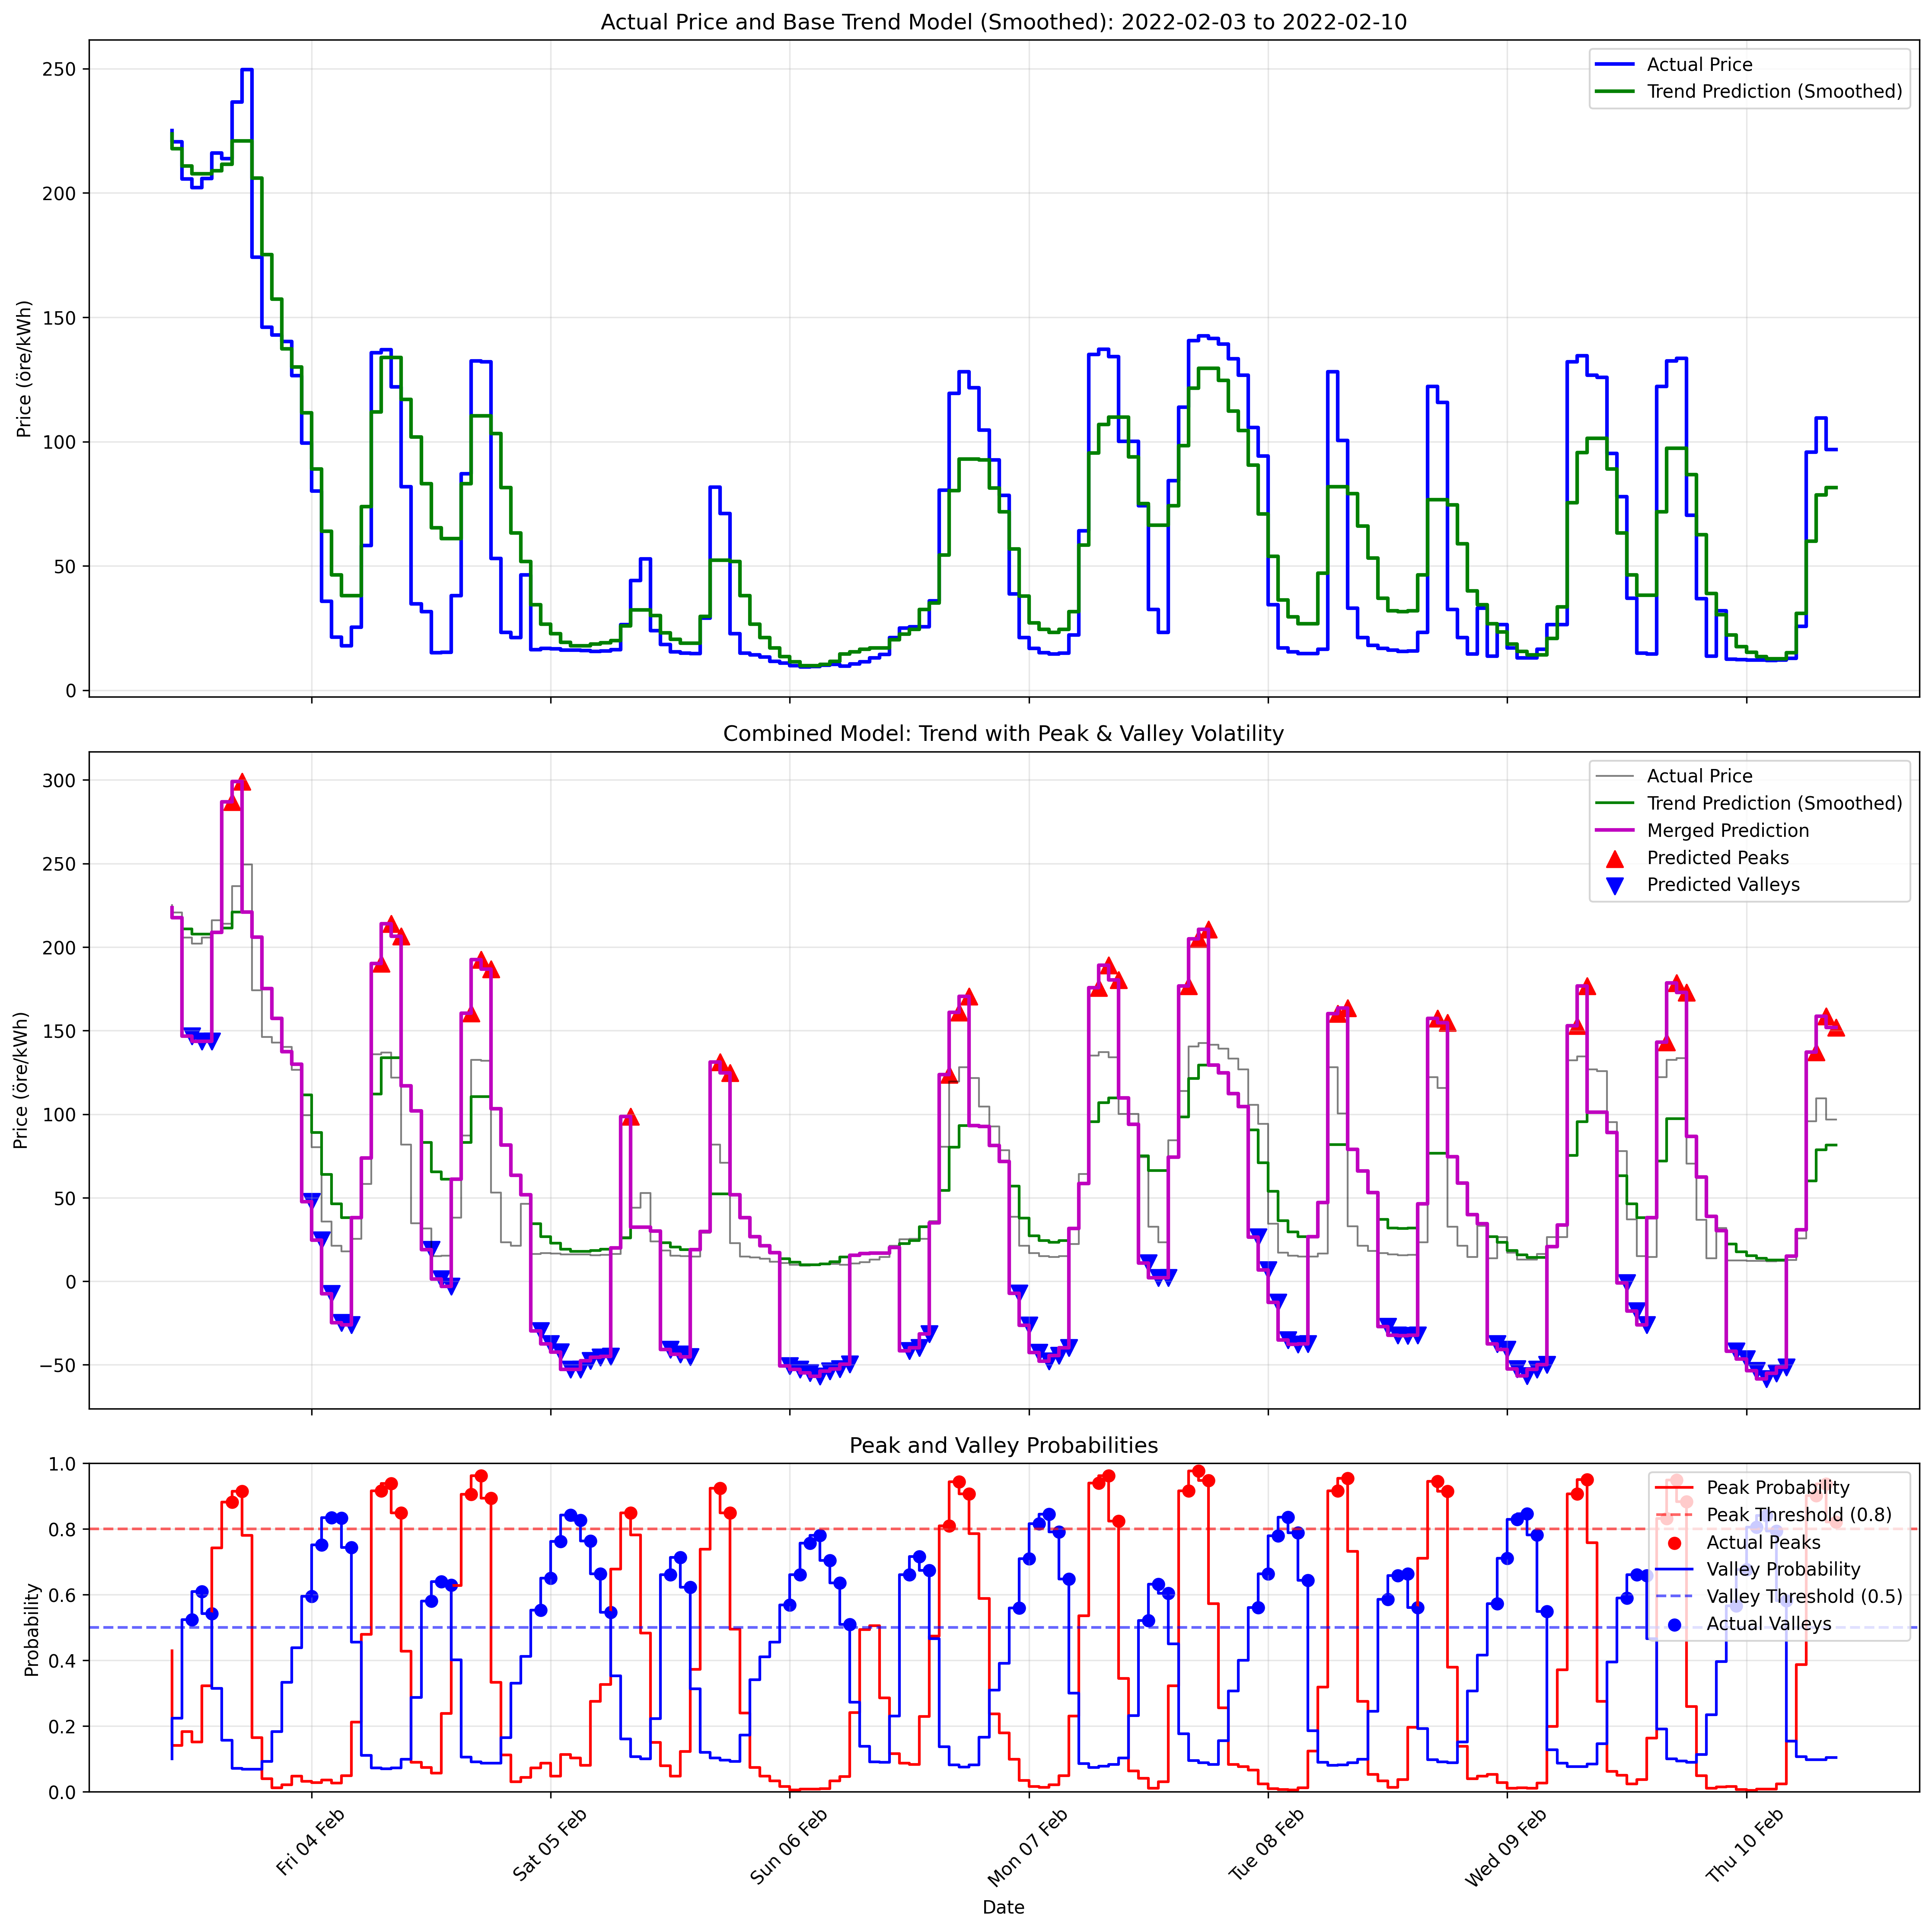 Actual Price and Base Trend Model (Smoothed): 2022-02-03 to 2022-02-10
Price (öre/kWh)
250
200
150
100
50
0
Actual Price
Trend Prediction (Smoothed)
Combined Model: Trend with Peak & Valley Volatility
Price (öre/kWh)
300
250
200
150
100
50
0
−50
Actual Price
Trend Prediction (Smoothed)
Merged Prediction
Predicted Peaks
Predicted Valleys
Peak and Valley Probabilities
Probability
1.0
0.8
0.6
0.4
0.2
0.0
Peak Probability
Peak Threshold (0.8)
Actual Peaks
Valley Probability
Valley Threshold (0.5)
Actual Valleys
Fri 04 Feb
Sat 05 Feb
Sun 06 Feb
Mon 07 Feb
Tue 08 Feb
Wed 09 Feb
Thu 10 Feb
Date